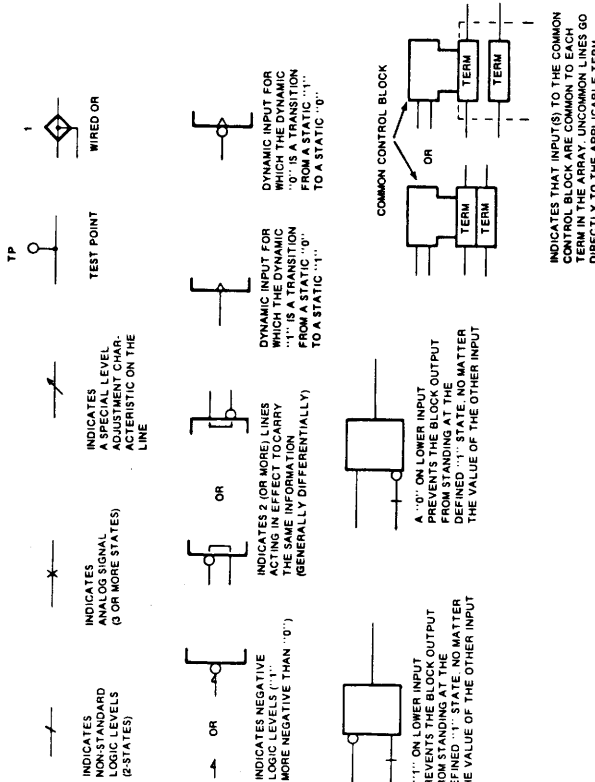 INDICATES
NON-STANDARD
LOGIC LEVELS
(2-STATES)
INDICATES
ANALOG SIGNAL
(3 OR MORE STATES)
INDICATES
A SPECIAL LEVEL
ADJUSTMENT CHAR-
ACTERISTIC ON THE
LINE
TP
TEST POINT
1
WIRED OR
OR
INDICATES NEGATIVE
LOGIC LEVELS ("1"
MORE NEGATIVE THAN "0")
OR
INDICATES 2 (OR MORE) LINES
ACTING IN EFFECT TO CARRY
THE SAME INFORMATION
(GENERALLY DIFFERENTIALLY)
DYNAMIC INPUT FOR
WHICH THE DYNAMIC
"1" IS A TRANSITION
FROM A STATIC "0"
TO A STATIC "1"
DYNAMIC INPUT FOR
WHICH THE DYNAMIC
"0" IS A TRANSITION
FROM A STATIC "1"
TO A STATIC "0"
"1" ON LOWER INPUT
REVENTS THE BLOCK OUTPUT
ROM STANDING AT THE
EFINED "1" STATE. NO MATTER
HE VALUE OF THE OTHER INPUT
A "0" ON LOWER INPUT
PREVENTS THE BLOCK OUTPUT
FROM STANDING AT THE
DEFINED "1" STATE. NO MATTER
THE VALUE OF THE OTHER INPUT
COMMON CONTROL BLOCK
TERM
TERM
OR
TERM
TERM
INDICATES THAT INPUT(S) TO THE COMMON
CONTROL BLOCK ARE COMMON TO EACH
TERM IN THE ARRAY. UNCOMMON LINES GO
DIRECTLY TO THE APPLICABLE TERM